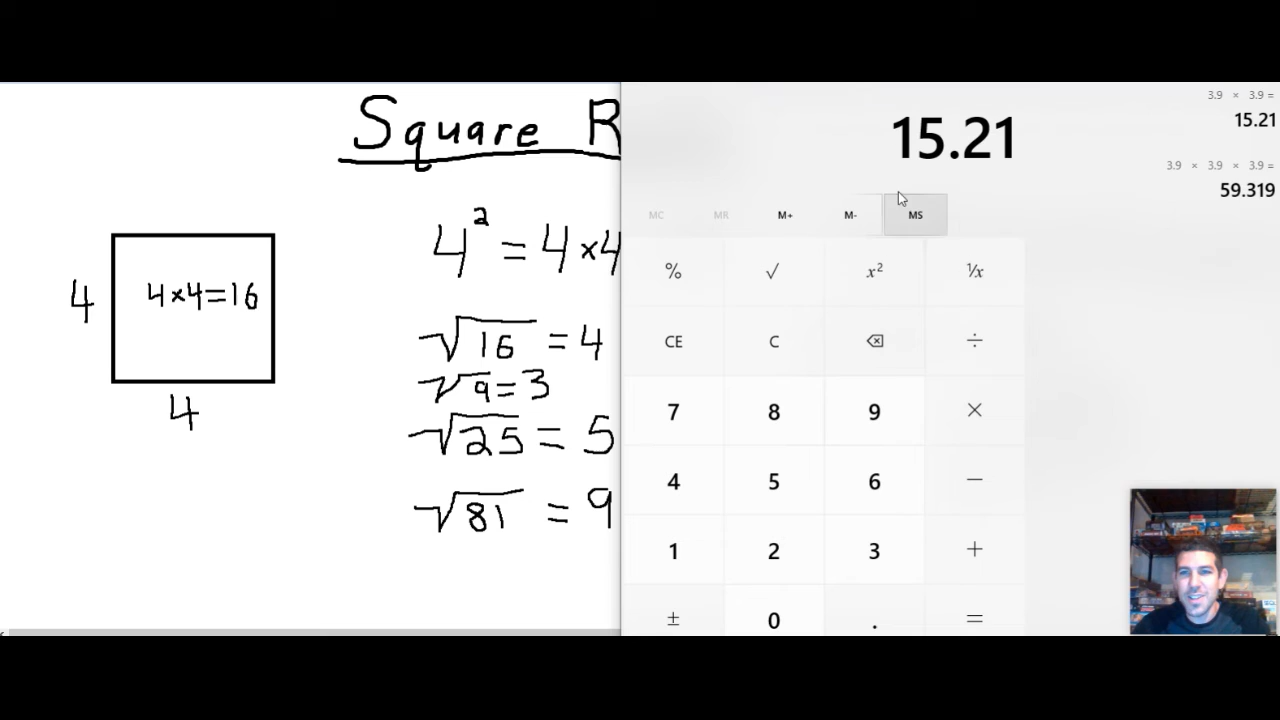 Square R
4
4×4=16
4
4² = 4×4
√16 = 4
√9 = 3
√25 = 5
√81 = 9
3.9 × 3.9 =
15.21
3.9 × 3.9 × 3.9 =
59.319
15.21
MC MR M+ M- MS
% √ x² ¹/x
CE C ÷
7 8 9 ×
4 5 6 −
1 2 3 +
± 0 . =